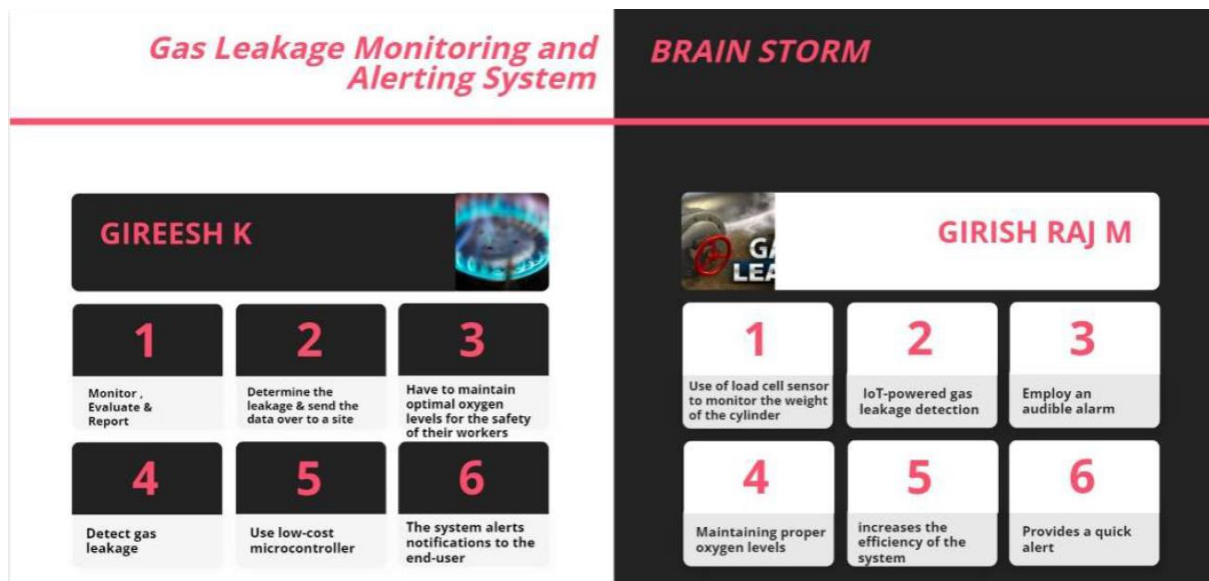 Gas Leakage Monitoring and
Alerting System
BRAIN STORM
GIREESH K
1
Monitor ,
Evaluate &
Report
2
Determine the
leakage & send the
data over to a site
3
Have to maintain
optimal oxygen
levels for the safety
of their workers
4
Detect gas
leakage
5
Use low-cost
microcontroller
6
The system alerts
notifications to the
end-user
GIRISH RAJ M
GA
LEA
1
Use of load cell sensor
to monitor the weight
of the cylinder
2
IoT-powered gas
leakage detection
3
Employ an
audible alarm
4
Maintaining proper
oxygen levels
5
increases the
efficiency of the
system
6
Provides a quick
alert